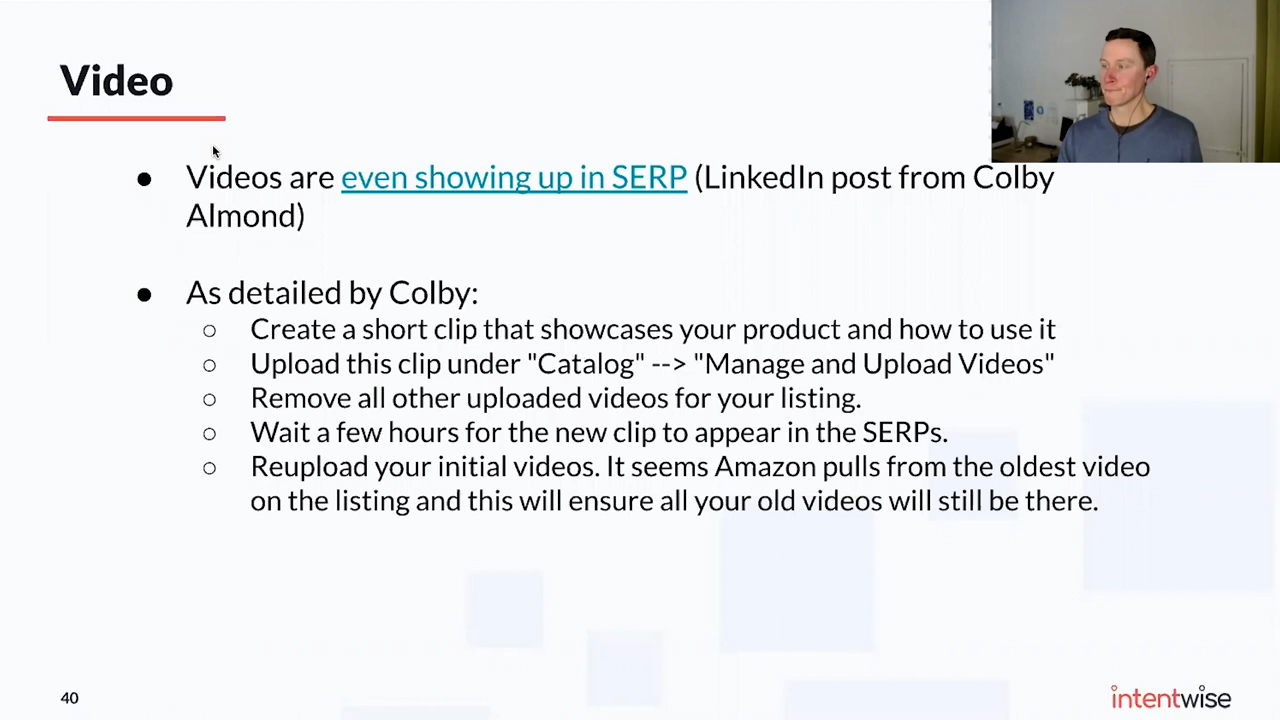 Video
● Videos are even showing up in SERP (LinkedIn post from Colby
Almond)
● As detailed by Colby:
○ Create a short clip that showcases your product and how to use it
○ Upload this clip under "Catalog" --> "Manage and Upload Videos"
○ Remove all other uploaded videos for your listing.
○ Wait a few hours for the new clip to appear in the SERPs.
○ Reupload your initial videos. It seems Amazon pulls from the oldest video
on the listing and this will ensure all your old videos will still be there.
40
intentwise